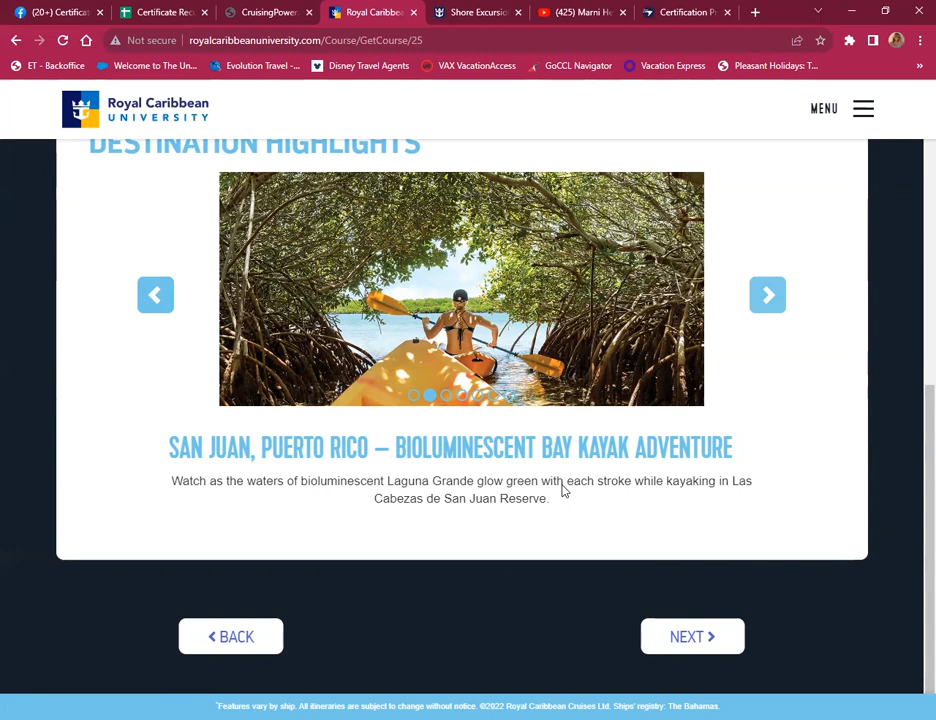 (20+) Certificat
Certificate Rec
CruisingPower
Royal Caribbea
Shore Excursio
(425) Marni He
Certification Pr
Not secure
royalcaribbeanuniversity.com/Course/GetCourse/25
ET - Backoffice
Welcome to The Un...
Evolution Travel -...
Disney Travel Agents
VAX VacationAccess
GoCCL Navigator
Vacation Express
Pleasant Holidays: T...
»
Royal Caribbean
UNIVERSITY
MENU
DESTINATION HIGHLIGHTS
SAN JUAN, PUERTO RICO – BIOLUMINESCENT BAY KAYAK ADVENTURE
Watch as the waters of bioluminescent Laguna Grande glow green with each stroke while kayaking in Las
Cabezas de San Juan Reserve.
BACK
NEXT
*Features vary by ship. All itineraries are subject to change without notice. ©2022 Royal Caribbean Cruises Ltd. Ships' registry: The Bahamas.